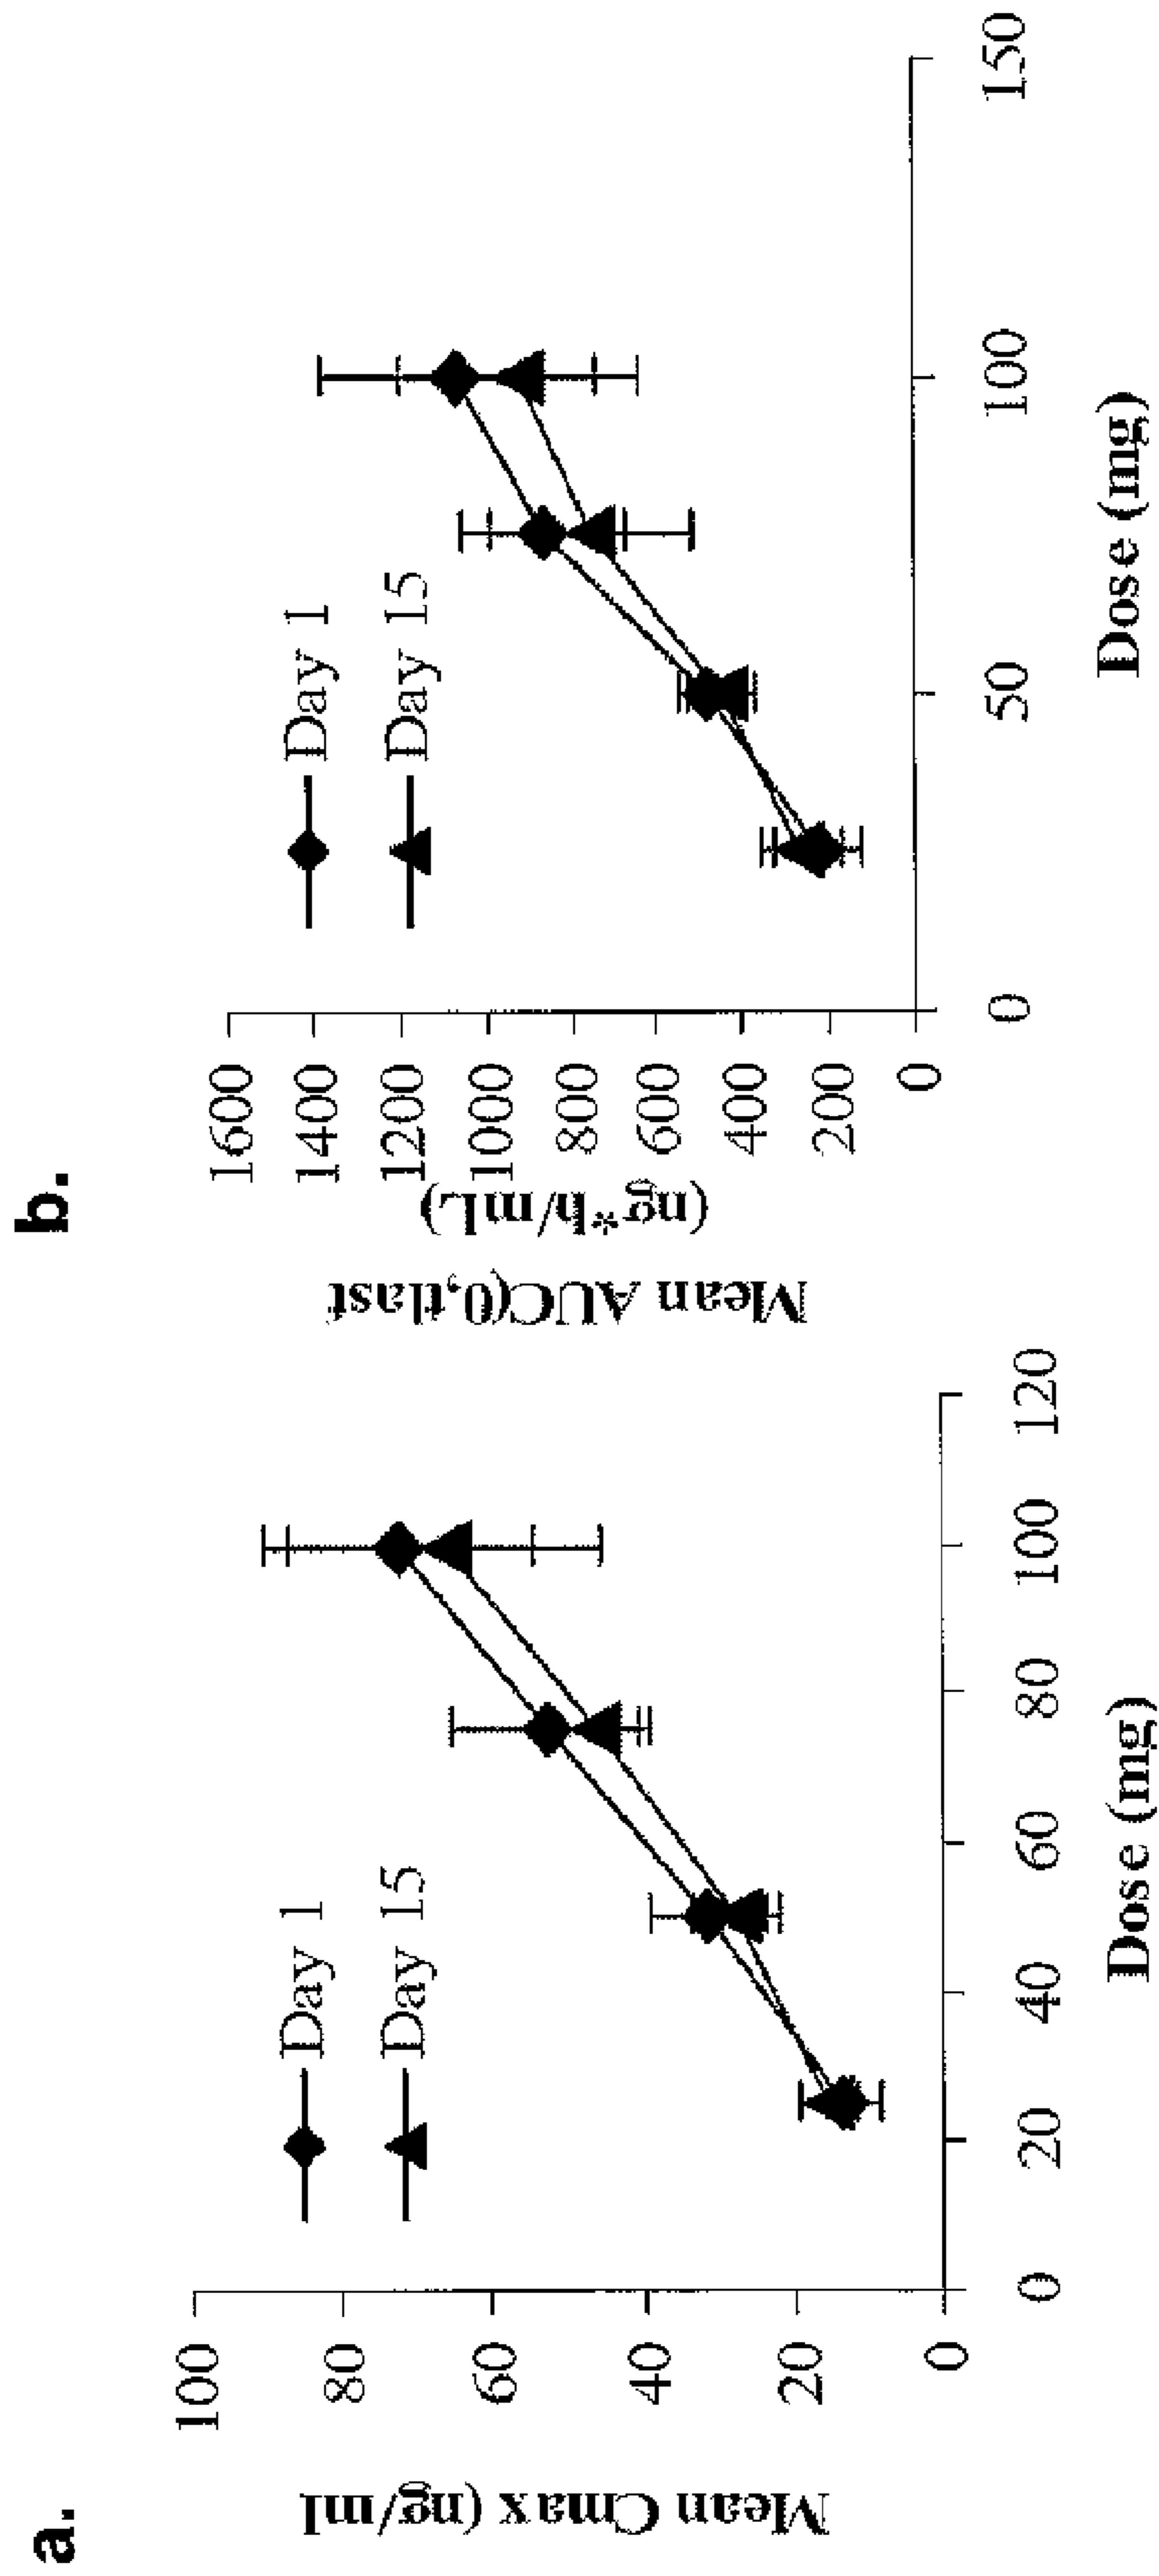 a.
Mean Cmax (ng/ml
100
80
60
40
20
0
Day 1
Day 15
0 20 40 60 80 100 120
Dose (mg)
b.
Mean AUC(0,tlast
(ng*h/mL)
1600
1400
1200
1000
800
600
400
200
0
Day 1
Day 15
0 50 100 150
Dose (mg)